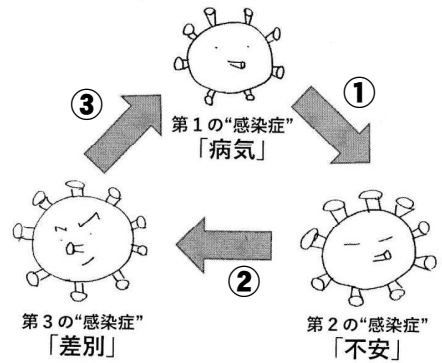 ③
①
第1の“感染症”
「病気」
②
第3の“感染症”
「差別」
第2の“感染症”
「不安」